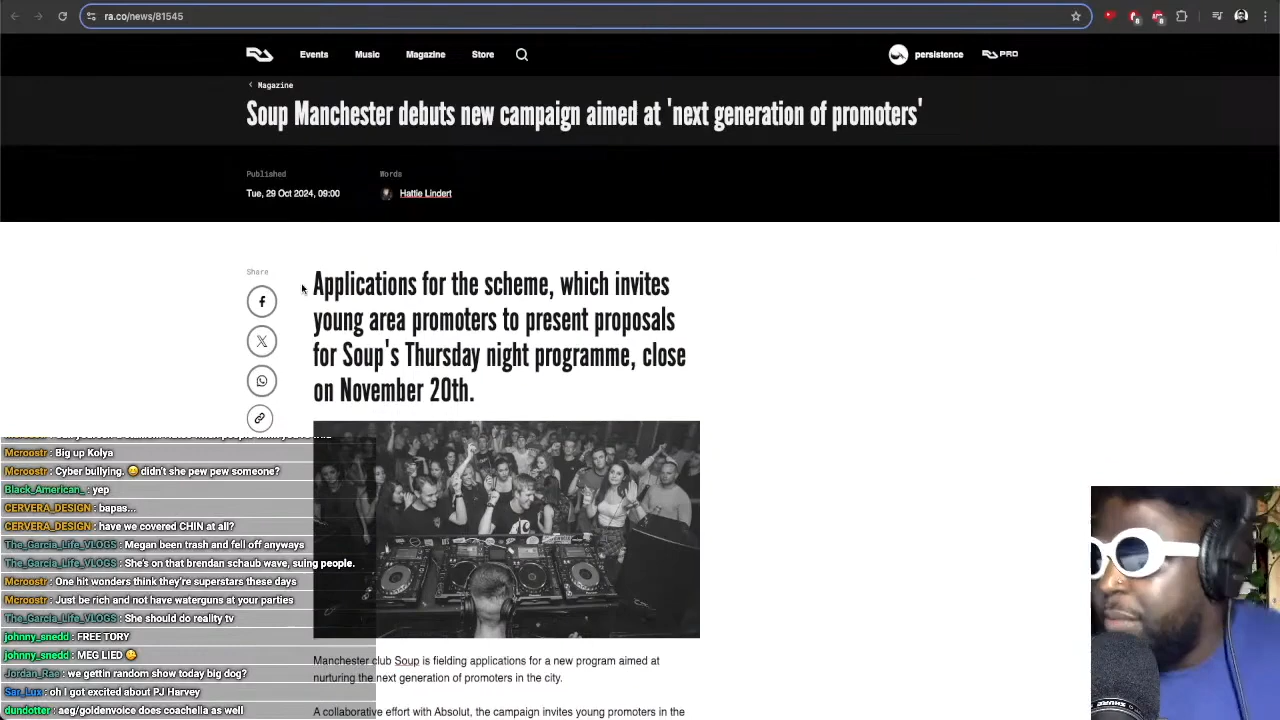 ra.co/news/81545
Events
Music
Magazine
Store
persistence
PRO
Magazine
Soup Manchester debuts new campaign aimed at 'next generation of promoters'
Published
Words
Tue, 29 Oct 2024, 09:00
Hattie Lindert
Share
Applications for the scheme, which invites
young area promoters to present proposals
for Soup's Thursday night programme, close
on November 20th.
Mcroostr : Big up Kolya
Mcroostr : Cyber bullying. 😄 didn't she pew pew someone?
Black_American_ : yep
CERVERA_DESIGN : bapas...
CERVERA_DESIGN : have we covered CHIN at all?
The_Garcia_Life_VLOGS : Megan been trash and fell off anyways
The_Garcia_Life_VLOGS : She's on that brendan schaub wave, suing people.
Mcroostr : One hit wonders think they're superstars these days
Mcroostr : Just be rich and not have waterguns at your parties
The_Garcia_Life_VLOGS : She should do reality tv
johnny_snedd : FREE TORY
johnny_snedd : MEG LIED
Jordan_Rae : we gettin random show today big dog?
Sar_Lux : oh I got excited about PJ Harvey
dundotter : aeg/goldenvoice does coachella as well
Manchester club Soup is fielding applications for a new program aimed at
nurturing the next generation of promoters in the city.
A collaborative effort with Absolut, the campaign invites young promoters in the